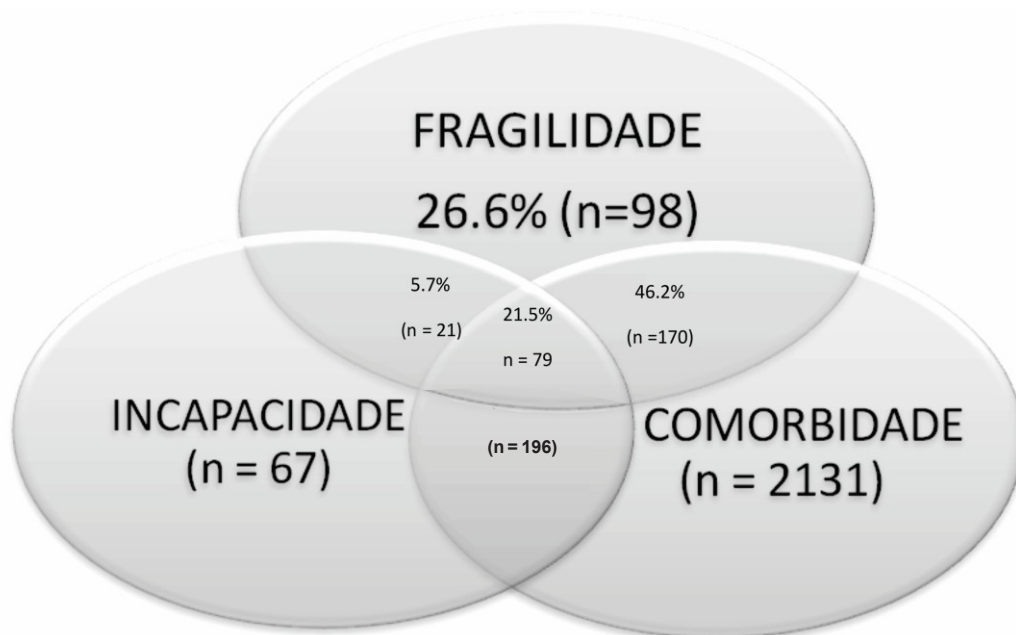 FRAGILIDADE
26.6% (n=98)
5.7%
(n = 21)
21.5%
n = 79
46.2%
(n =170)
INCAPACIDADE
(n = 67)
(n = 196)
COMORBIDADE
(n = 2131)